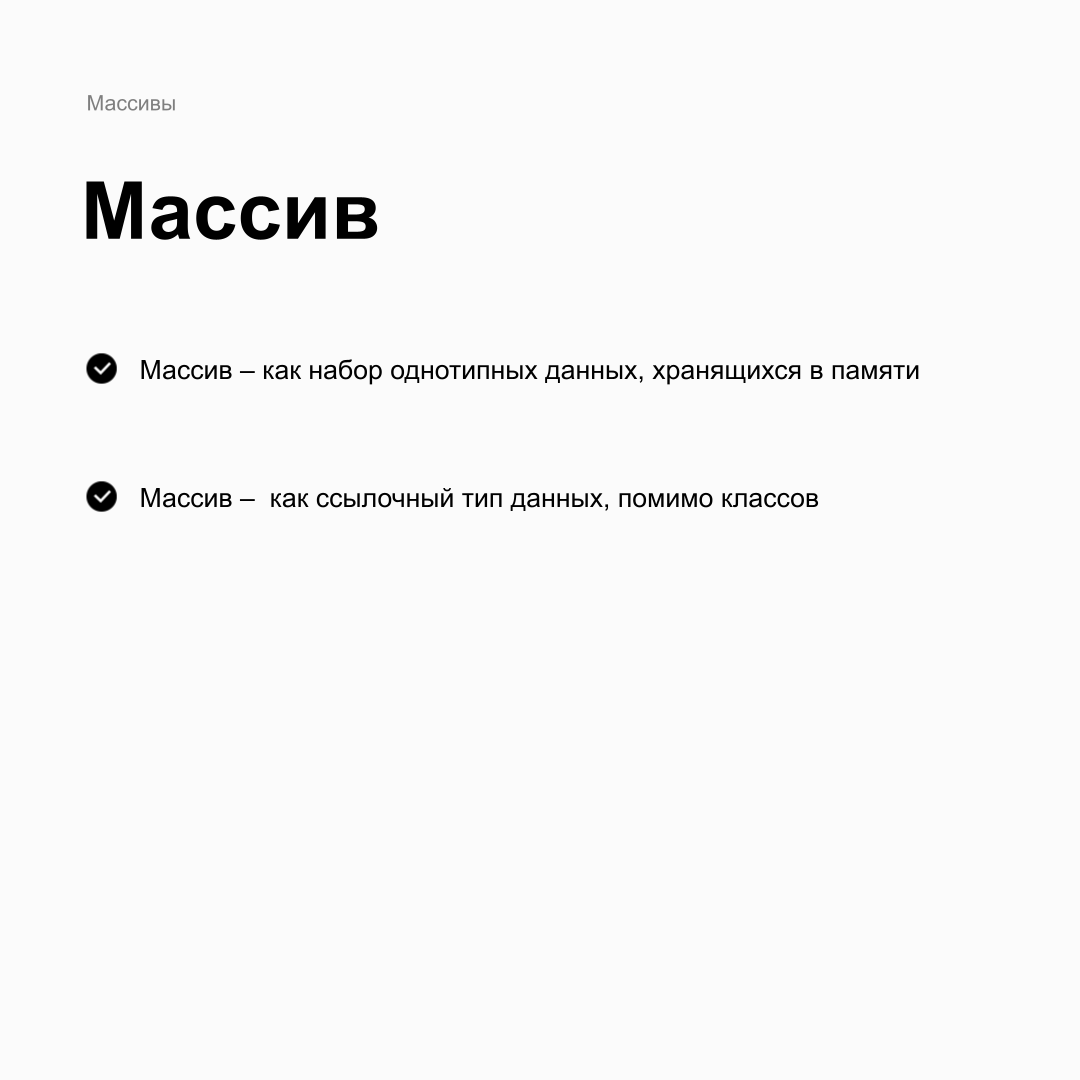 Массивы
Массив
Массив – как набор однотипных данных, хранящихся в памяти
Массив –  как ссылочный тип данных, помимо классов